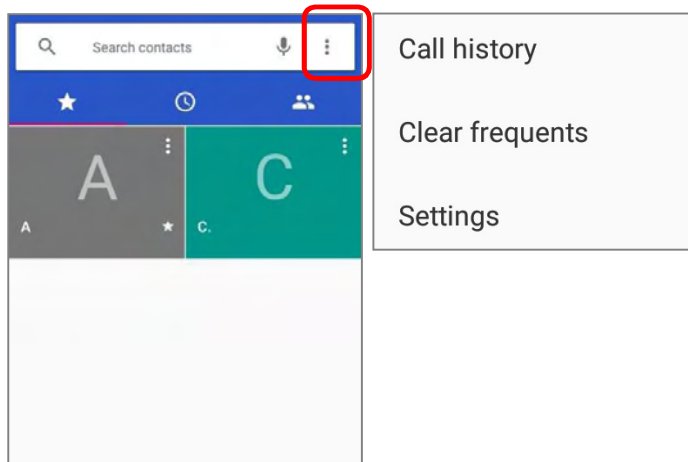 Search contacts
A
A
C
C.
Call history
Clear frequents
Settings